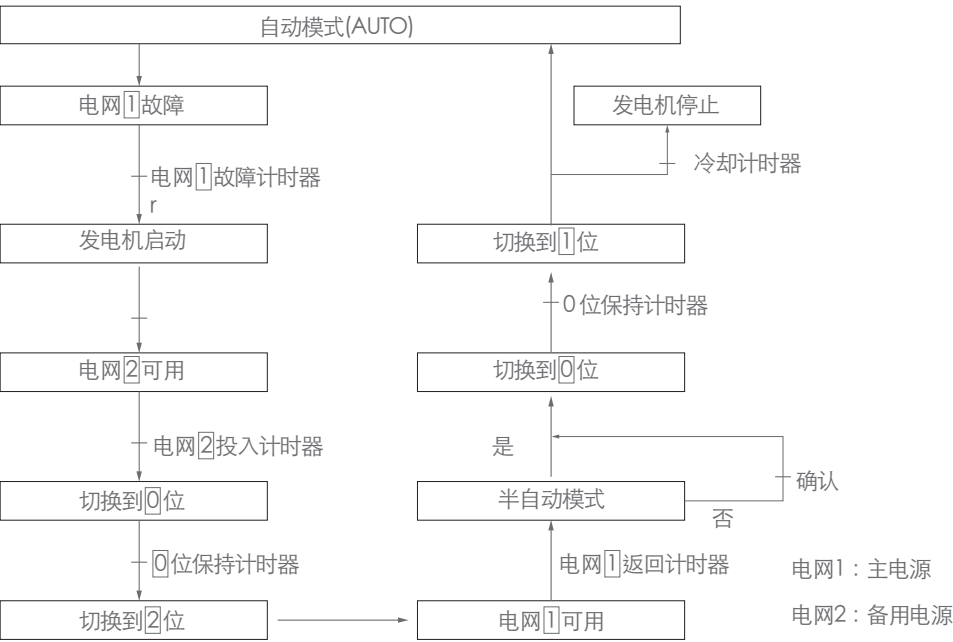 自动模式(AUTO)
电网1故障
电网1故障计时器
r
发电机启动
电网2可用
电网2投入计时器
切换到0位
0位保持计时器
切换到2位
电网1可用
电网1返回计时器
半自动模式
否
确认
是
切换到0位
0位保持计时器
切换到1位
冷却计时器
发电机停止
电网1：主电源
电网2：备用电源